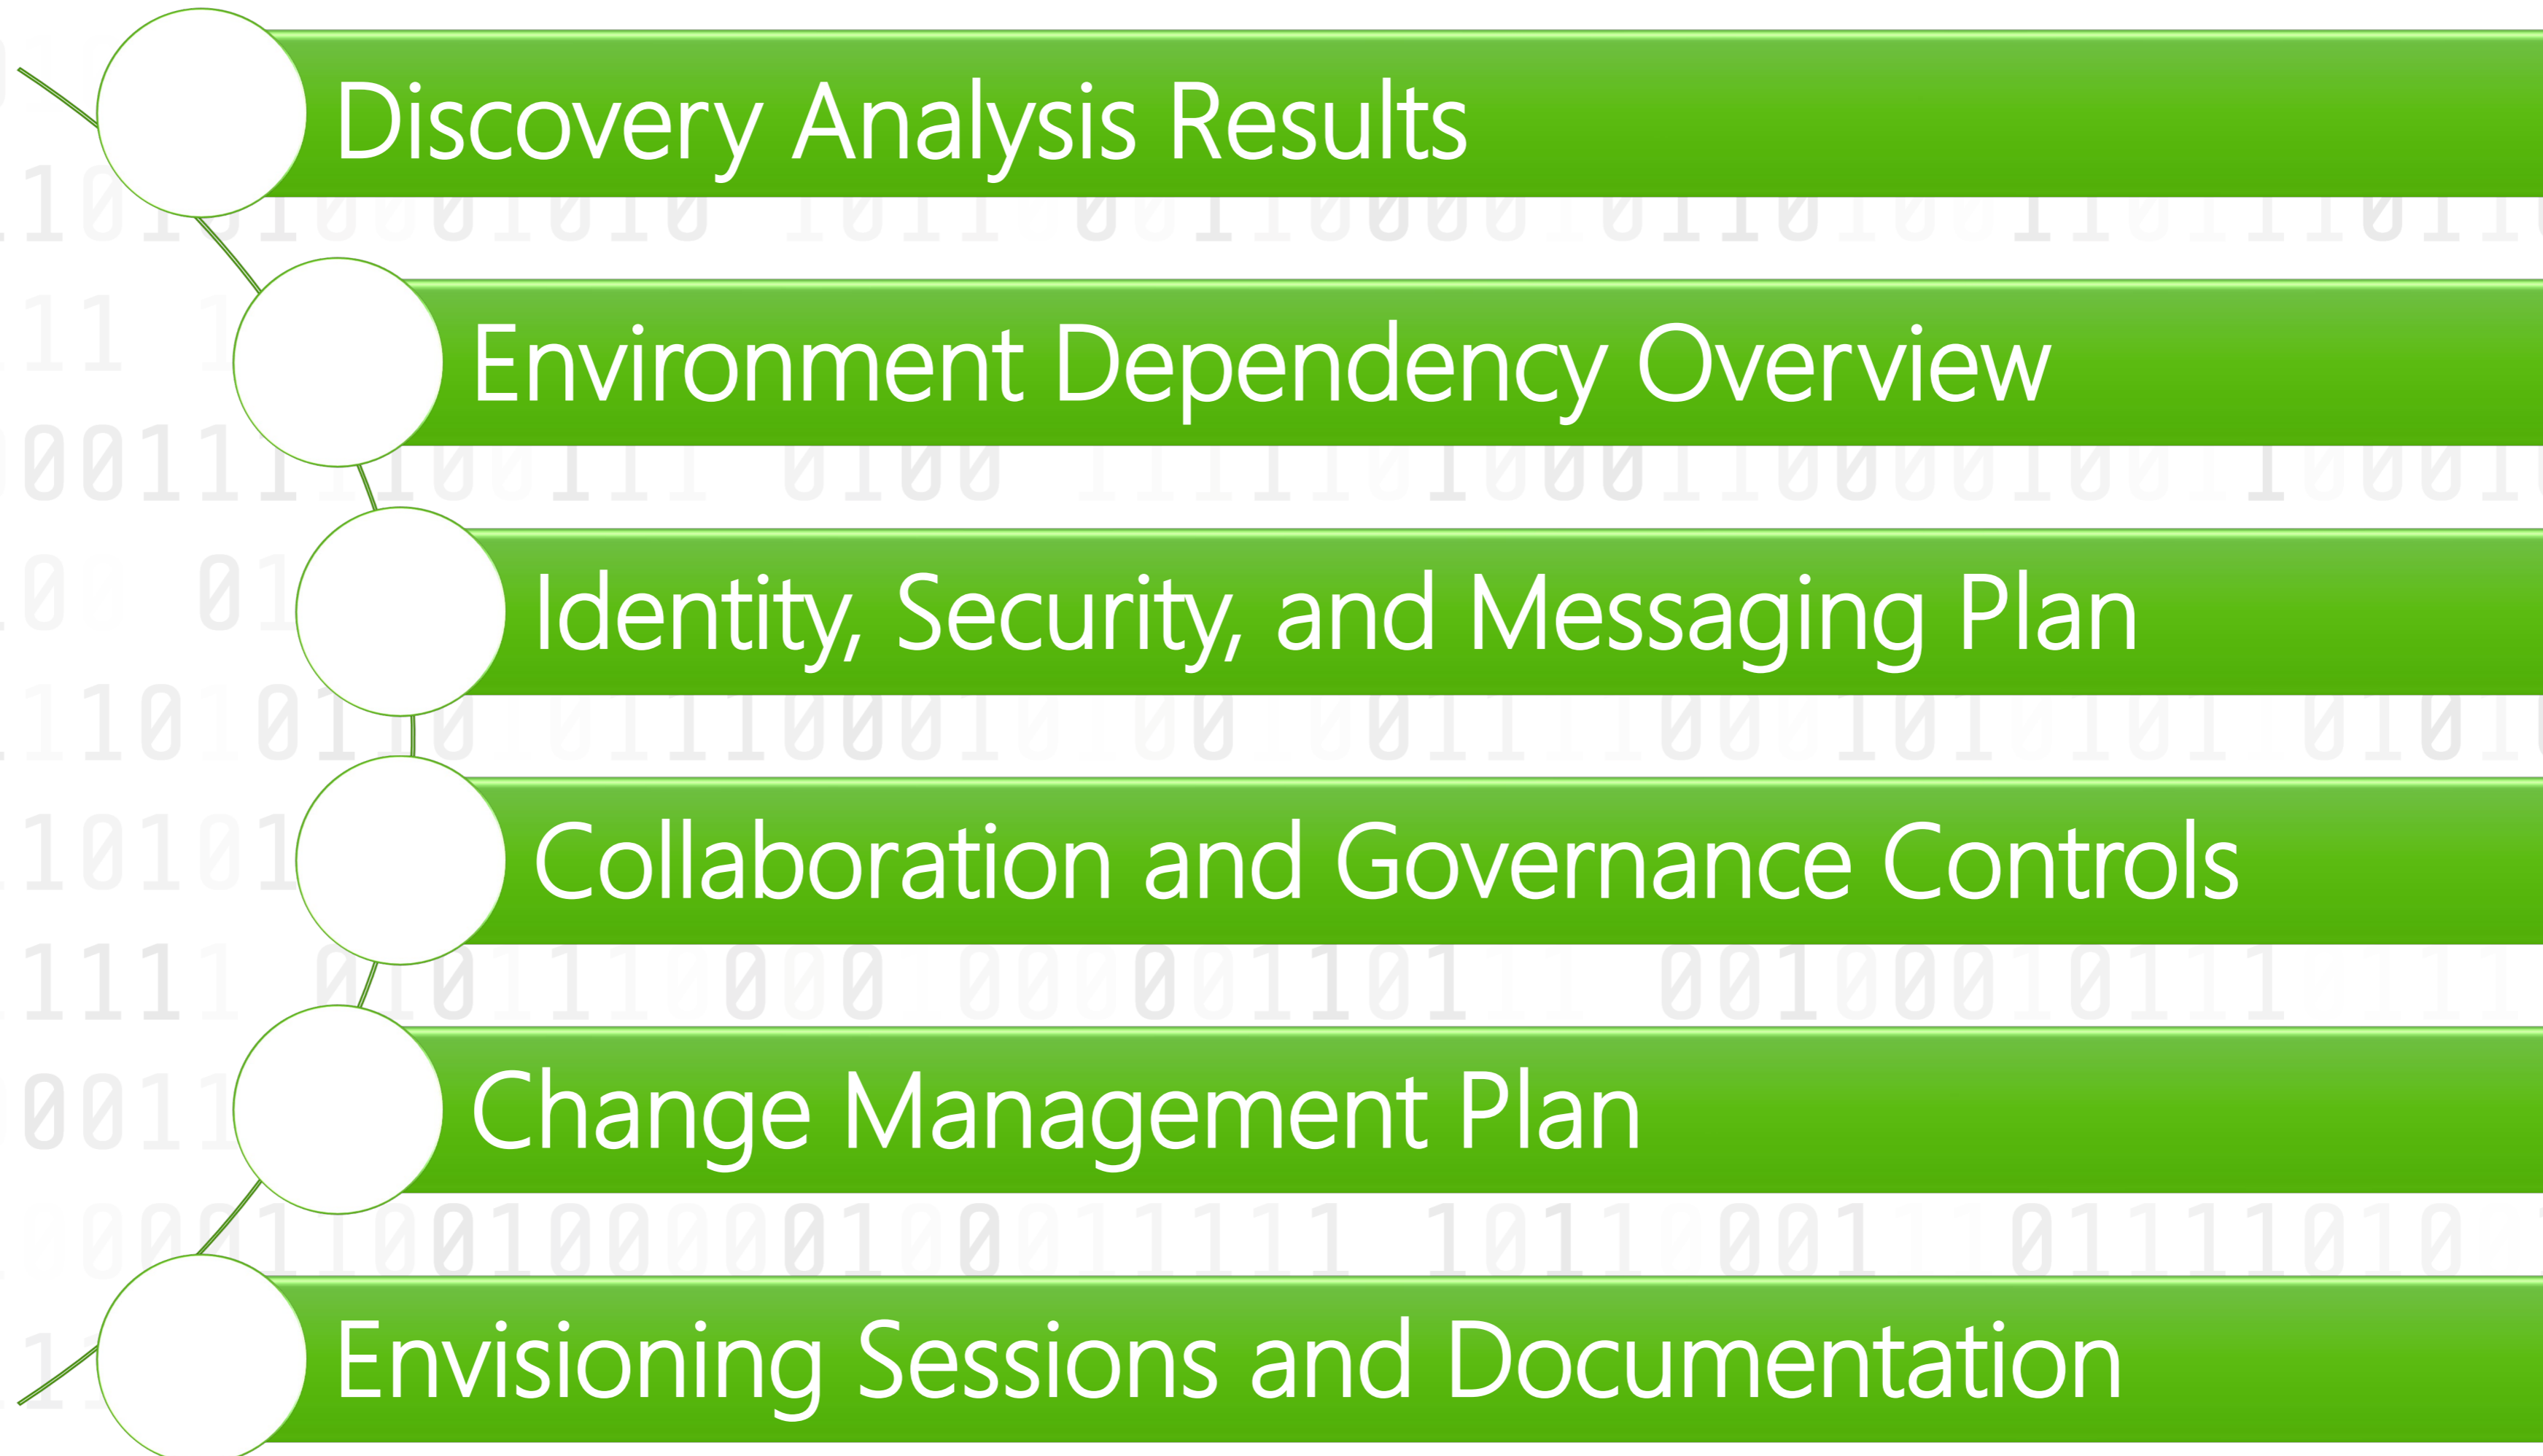 Discovery Analysis Results
Environment Dependency Overview
Identity, Security, and Messaging Plan
Collaboration and Governance Controls
Change Management Plan
Envisioning Sessions and Documentation